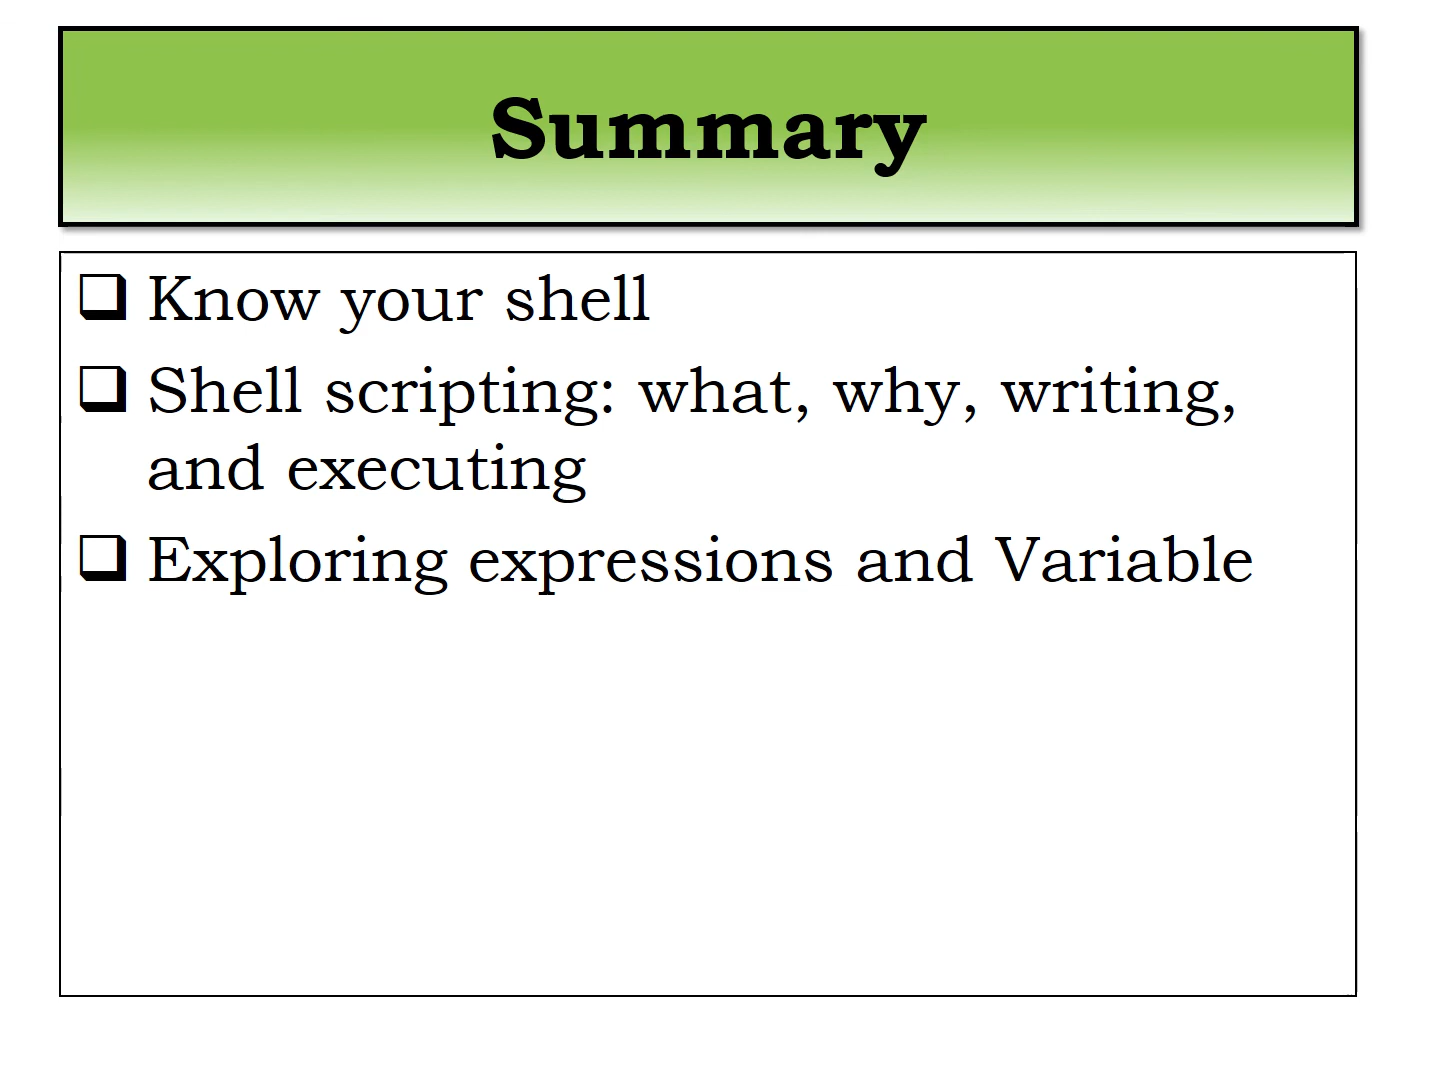 Summary
Know your shell
Shell scripting: what, why, writing,
and executing
Exploring expressions and Variable